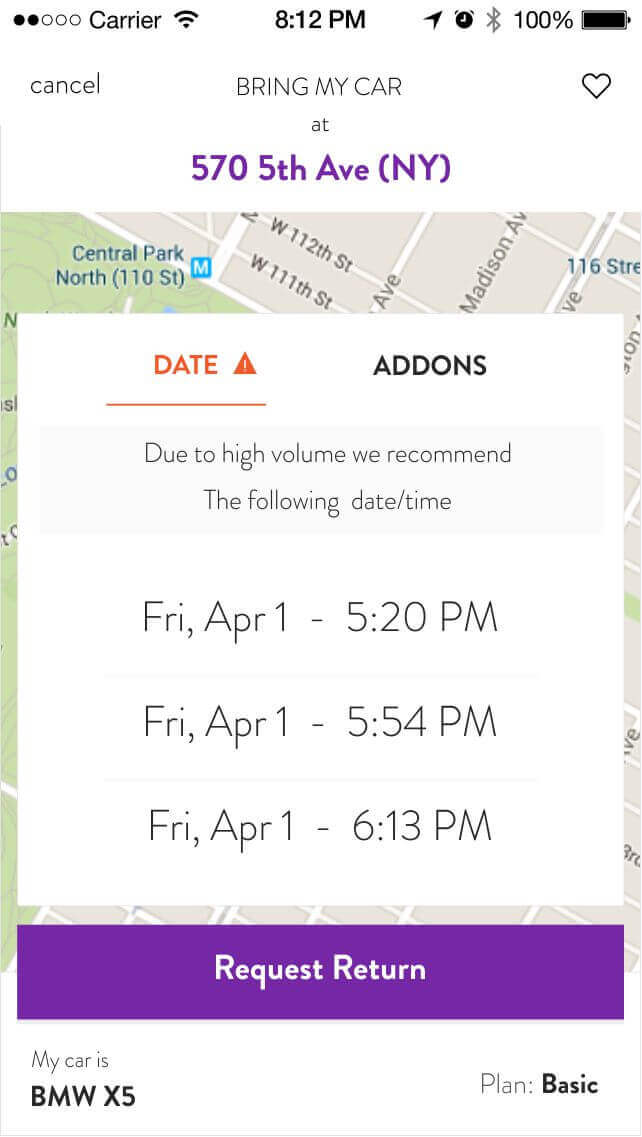 Carrier 8:12 PM 100%
cancel BRING MY CAR
at
570 5th Ave (NY)
Central Park
North (110 St) M
W 112th St
W 111th St
Ave
Madison Av
116 Stre
ve
N
DATE ADDONS
Due to high volume we recommend
The following date/time
Fri, Apr 1 - 5:20 PM
Fri, Apr 1 - 5:54 PM
Fri, Apr 1 - 6:13 PM
Request Return
My car is
BMW X5
Plan: Basic